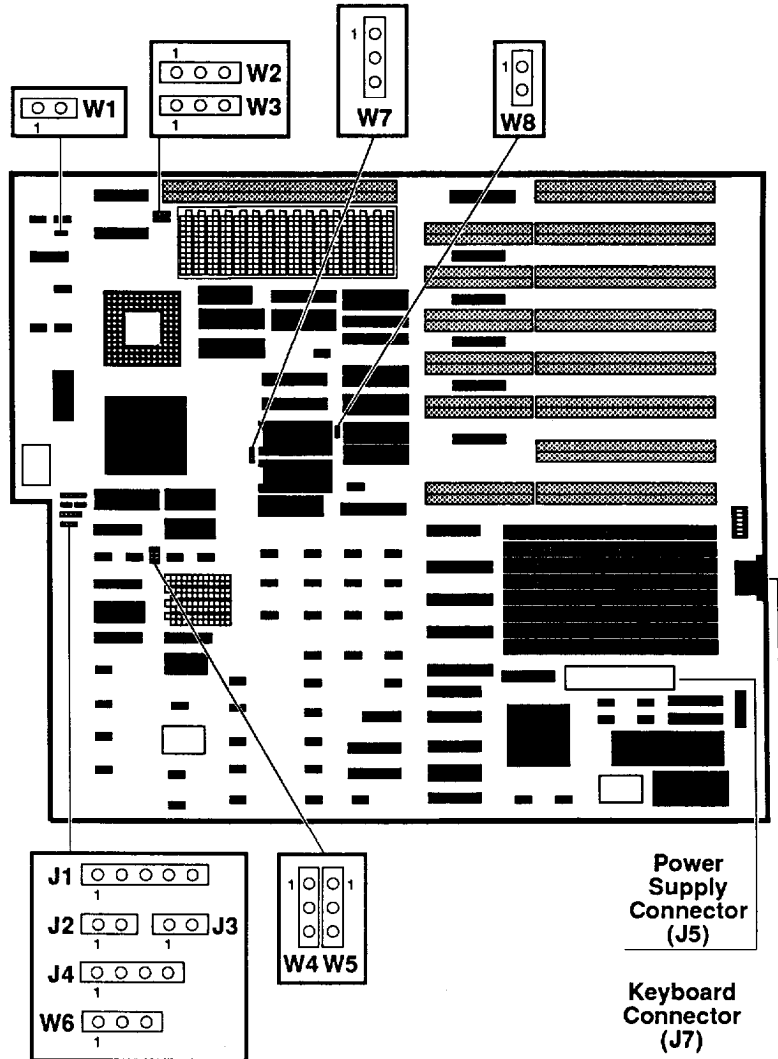 1
W1
1
W2
W3
1
1
W7
1
W8
J1
1
J2
J3
1
1
J4
1
W6
1
1
1
W4 W5
Power
Supply
Connector
(J5)
Keyboard
Connector
(J7)